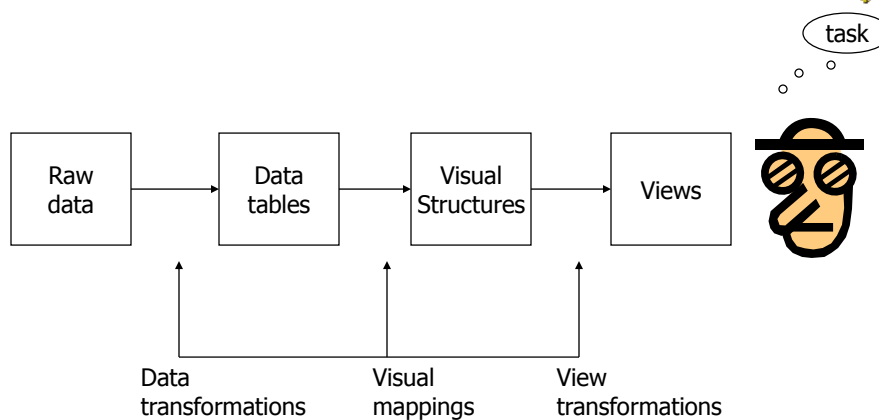 task
Raw
data
Data
tables
Visual
Structures
Views
Data
transformations
Visual
mappings
View
transformations